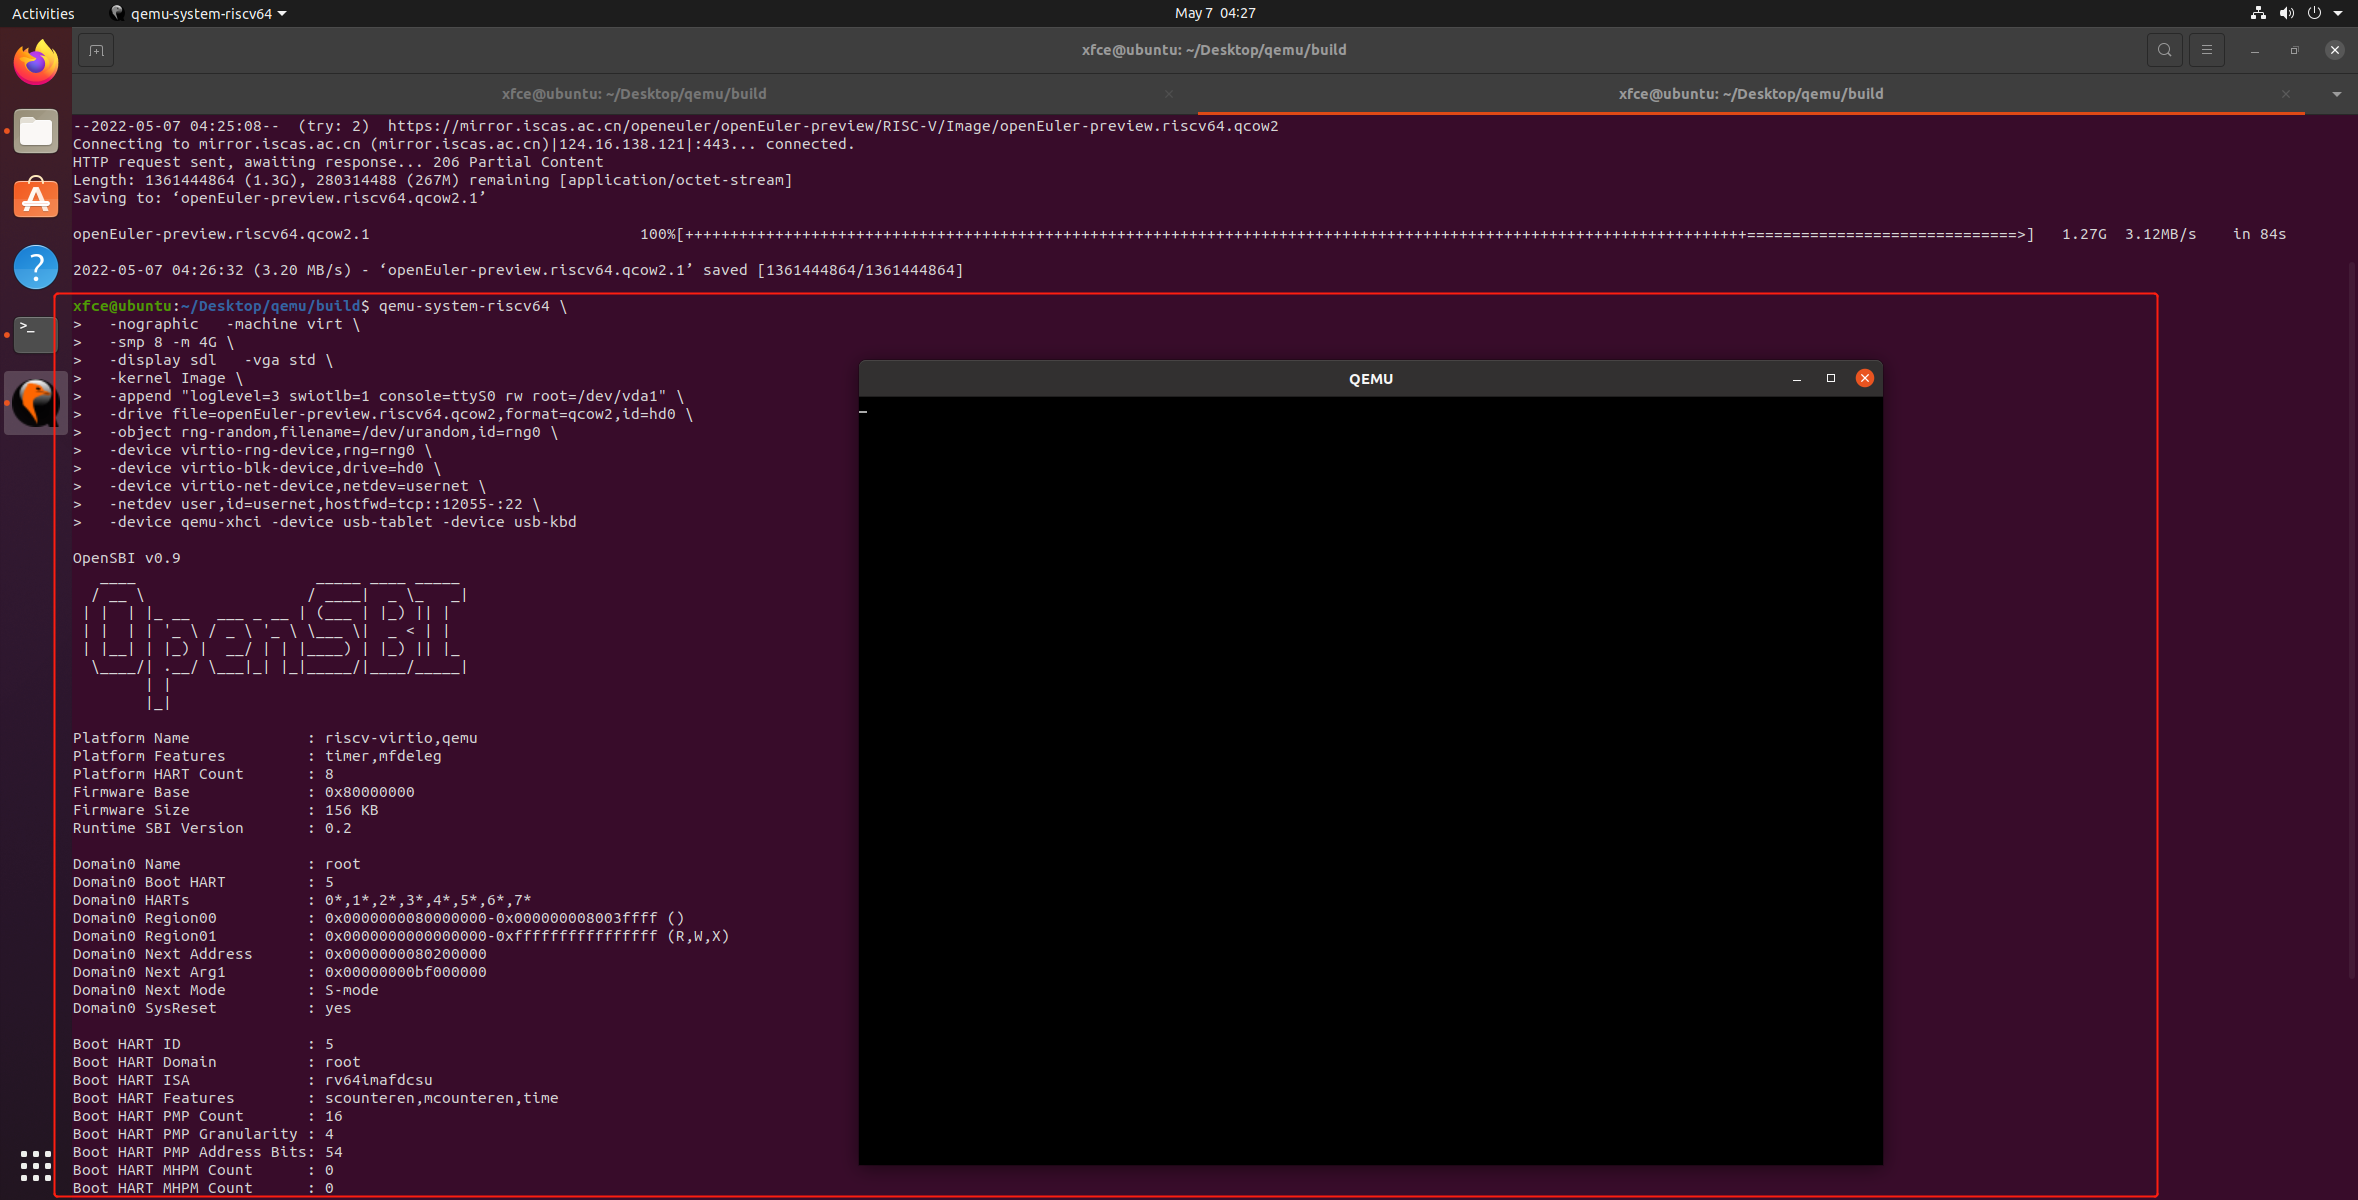 Activities
qemu-system-riscv64
May 7 04:27
xfce@ubuntu: ~/Desktop/qemu/build
xfce@ubuntu: ~/Desktop/qemu/build
xfce@ubuntu: ~/Desktop/qemu/build
--2022-05-07 04:25:08--  (try: 2)  https://mirror.iscas.ac.cn/openeuler/openEuler-preview/RISC-V/Image/openEuler-preview.riscv64.qcow2
Connecting to mirror.iscas.ac.cn (mirror.iscas.ac.cn)|124.16.138.121|:443... connected.
HTTP request sent, awaiting response... 206 Partial Content
Length: 1361444864 (1.3G), 280314488 (267M) remaining [application/octet-stream]
Saving to: ‘openEuler-preview.riscv64.qcow2.1’
openEuler-preview.riscv64.qcow2.1 100%[++++++++++++++++++++++++++++++++++++++++++++++++++++++++++++++++++++++++++++++++++++++++++++++++++++++++++++++++++++++==============================>] 1.27G 3.12MB/s in 84s
2022-05-07 04:26:32 (3.20 MB/s) - ‘openEuler-preview.riscv64.qcow2.1’ saved [1361444864/1361444864]
xfce@ubuntu:~/Desktop/qemu/build$ qemu-system-riscv64 \
>   -nographic   -machine virt \
>   -smp 8 -m 4G \
>   -display sdl   -vga std \
>   -kernel Image \
>   -append "loglevel=3 swiotlb=1 console=ttyS0 rw root=/dev/vda1" \
>   -drive file=openEuler-preview.riscv64.qcow2,format=qcow2,id=hd0 \
>   -object rng-random,filename=/dev/urandom,id=rng0 \
>   -device virtio-rng-device,rng=rng0 \
>   -device virtio-blk-device,drive=hd0 \
>   -device virtio-net-device,netdev=usernet \
>   -netdev user,id=usernet,hostfwd=tcp::12055-:22 \
>   -device qemu-xhci -device usb-tablet -device usb-kbd
QEMU
OpenSBI v0.9
OpenSBI
Platform Name             : riscv-virtio,qemu
Platform Features         : timer,mfdeleg
Platform HART Count       : 8
Firmware Base             : 0x80000000
Firmware Size             : 156 KB
Runtime SBI Version       : 0.2
Domain0 Name              : root
Domain0 Boot HART         : 5
Domain0 HARTs             : 0*,1*,2*,3*,4*,5*,6*,7*
Domain0 Region00          : 0x0000000080000000-0x000000008003ffff ()
Domain0 Region01          : 0x0000000000000000-0xffffffffffffffff (R,W,X)
Domain0 Next Address      : 0x0000000080200000
Domain0 Next Arg1         : 0x00000000bf000000
Domain0 Next Mode         : S-mode
Domain0 SysReset          : yes
Boot HART ID              : 5
Boot HART Domain          : root
Boot HART ISA             : rv64imafdcsu
Boot HART Features        : scounteren,mcounteren,time
Boot HART PMP Count       : 16
Boot HART PMP Granularity : 4
Boot HART PMP Address Bits: 54
Boot HART MHPM Count      : 0
Boot HART MHPM Count      : 0